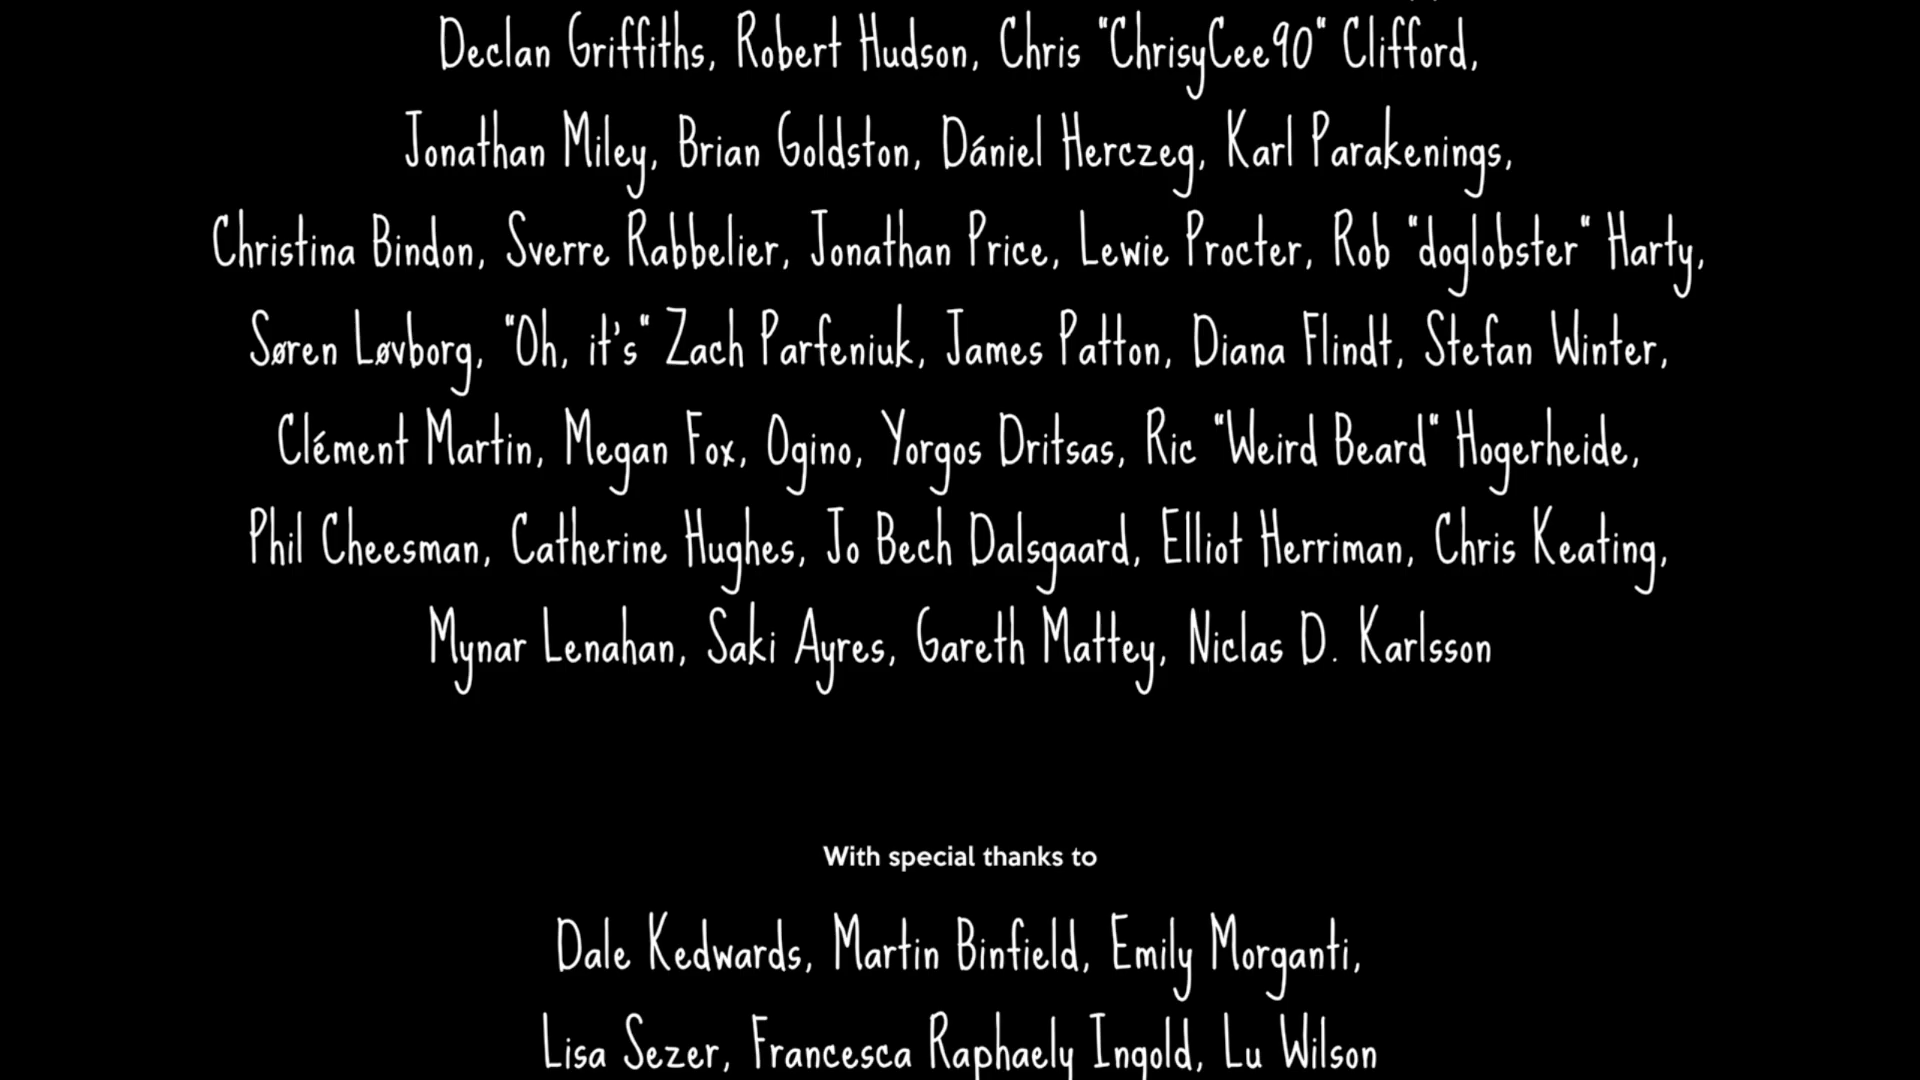 Declan Griffiths, Robert Hudson, Chris "ChrisyCee90" Clifford,
Jonathan Miley, Brian Goldston, Dániel Herczeg, Karl Parakenings,
Christina Bindon, Sverre Rabbelier, Jonathan Price, Lewie Procter, Rob "doglobster" Harty,
Søren Løvborg, "Oh, it's" Zach Parfeniuk, James Patton, Diana Flindt, Stefan Winter,
Clément Martin, Megan Fox, Ogino, Yorgos Dritsas, Ric "Weird Beard" Hogerheide,
Phil Cheesman, Catherine Hughes, Jo Bech Dalsgaard, Elliot Herriman, Chris Keating,
Mynar Lenahan, Saki Ayres, Gareth Mattey, Niclas D. Karlsson
With special thanks to
Dale Kedwards, Martin Binfield, Emily Morganti,
Lisa Sezer, Francesca Raphaely Ingold, Lu Wilson